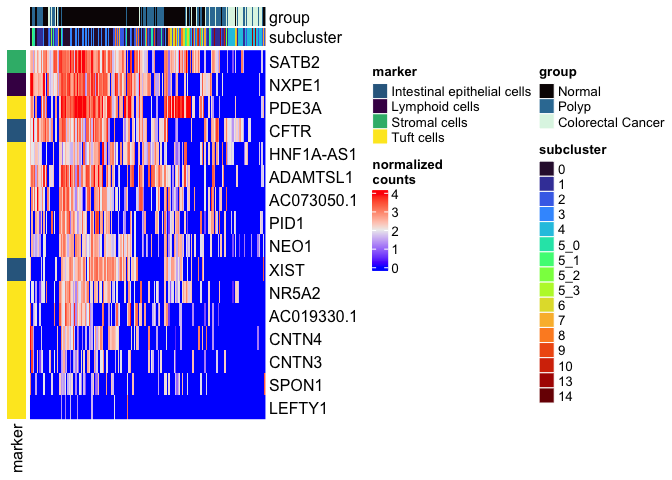 group
subcluster
SATB2
NXPE1
PDE3A
CFTR
HNF1A-AS1
ADAMTSL1
AC073050.1
PID1
NEO1
XIST
NR5A2
AC019330.1
CNTN4
CNTN3
SPON1
LEFTY1
marker
marker
Intestinal epithelial cells
Lymphoid cells
Stromal cells
Tuft cells
normalized
counts
4
3
2
1
0
group
Normal
Polyp
Colorectal Cancer
subcluster
0
1
2
3
4
5_0
5_1
5_2
5_3
6
7
8
9
10
13
14